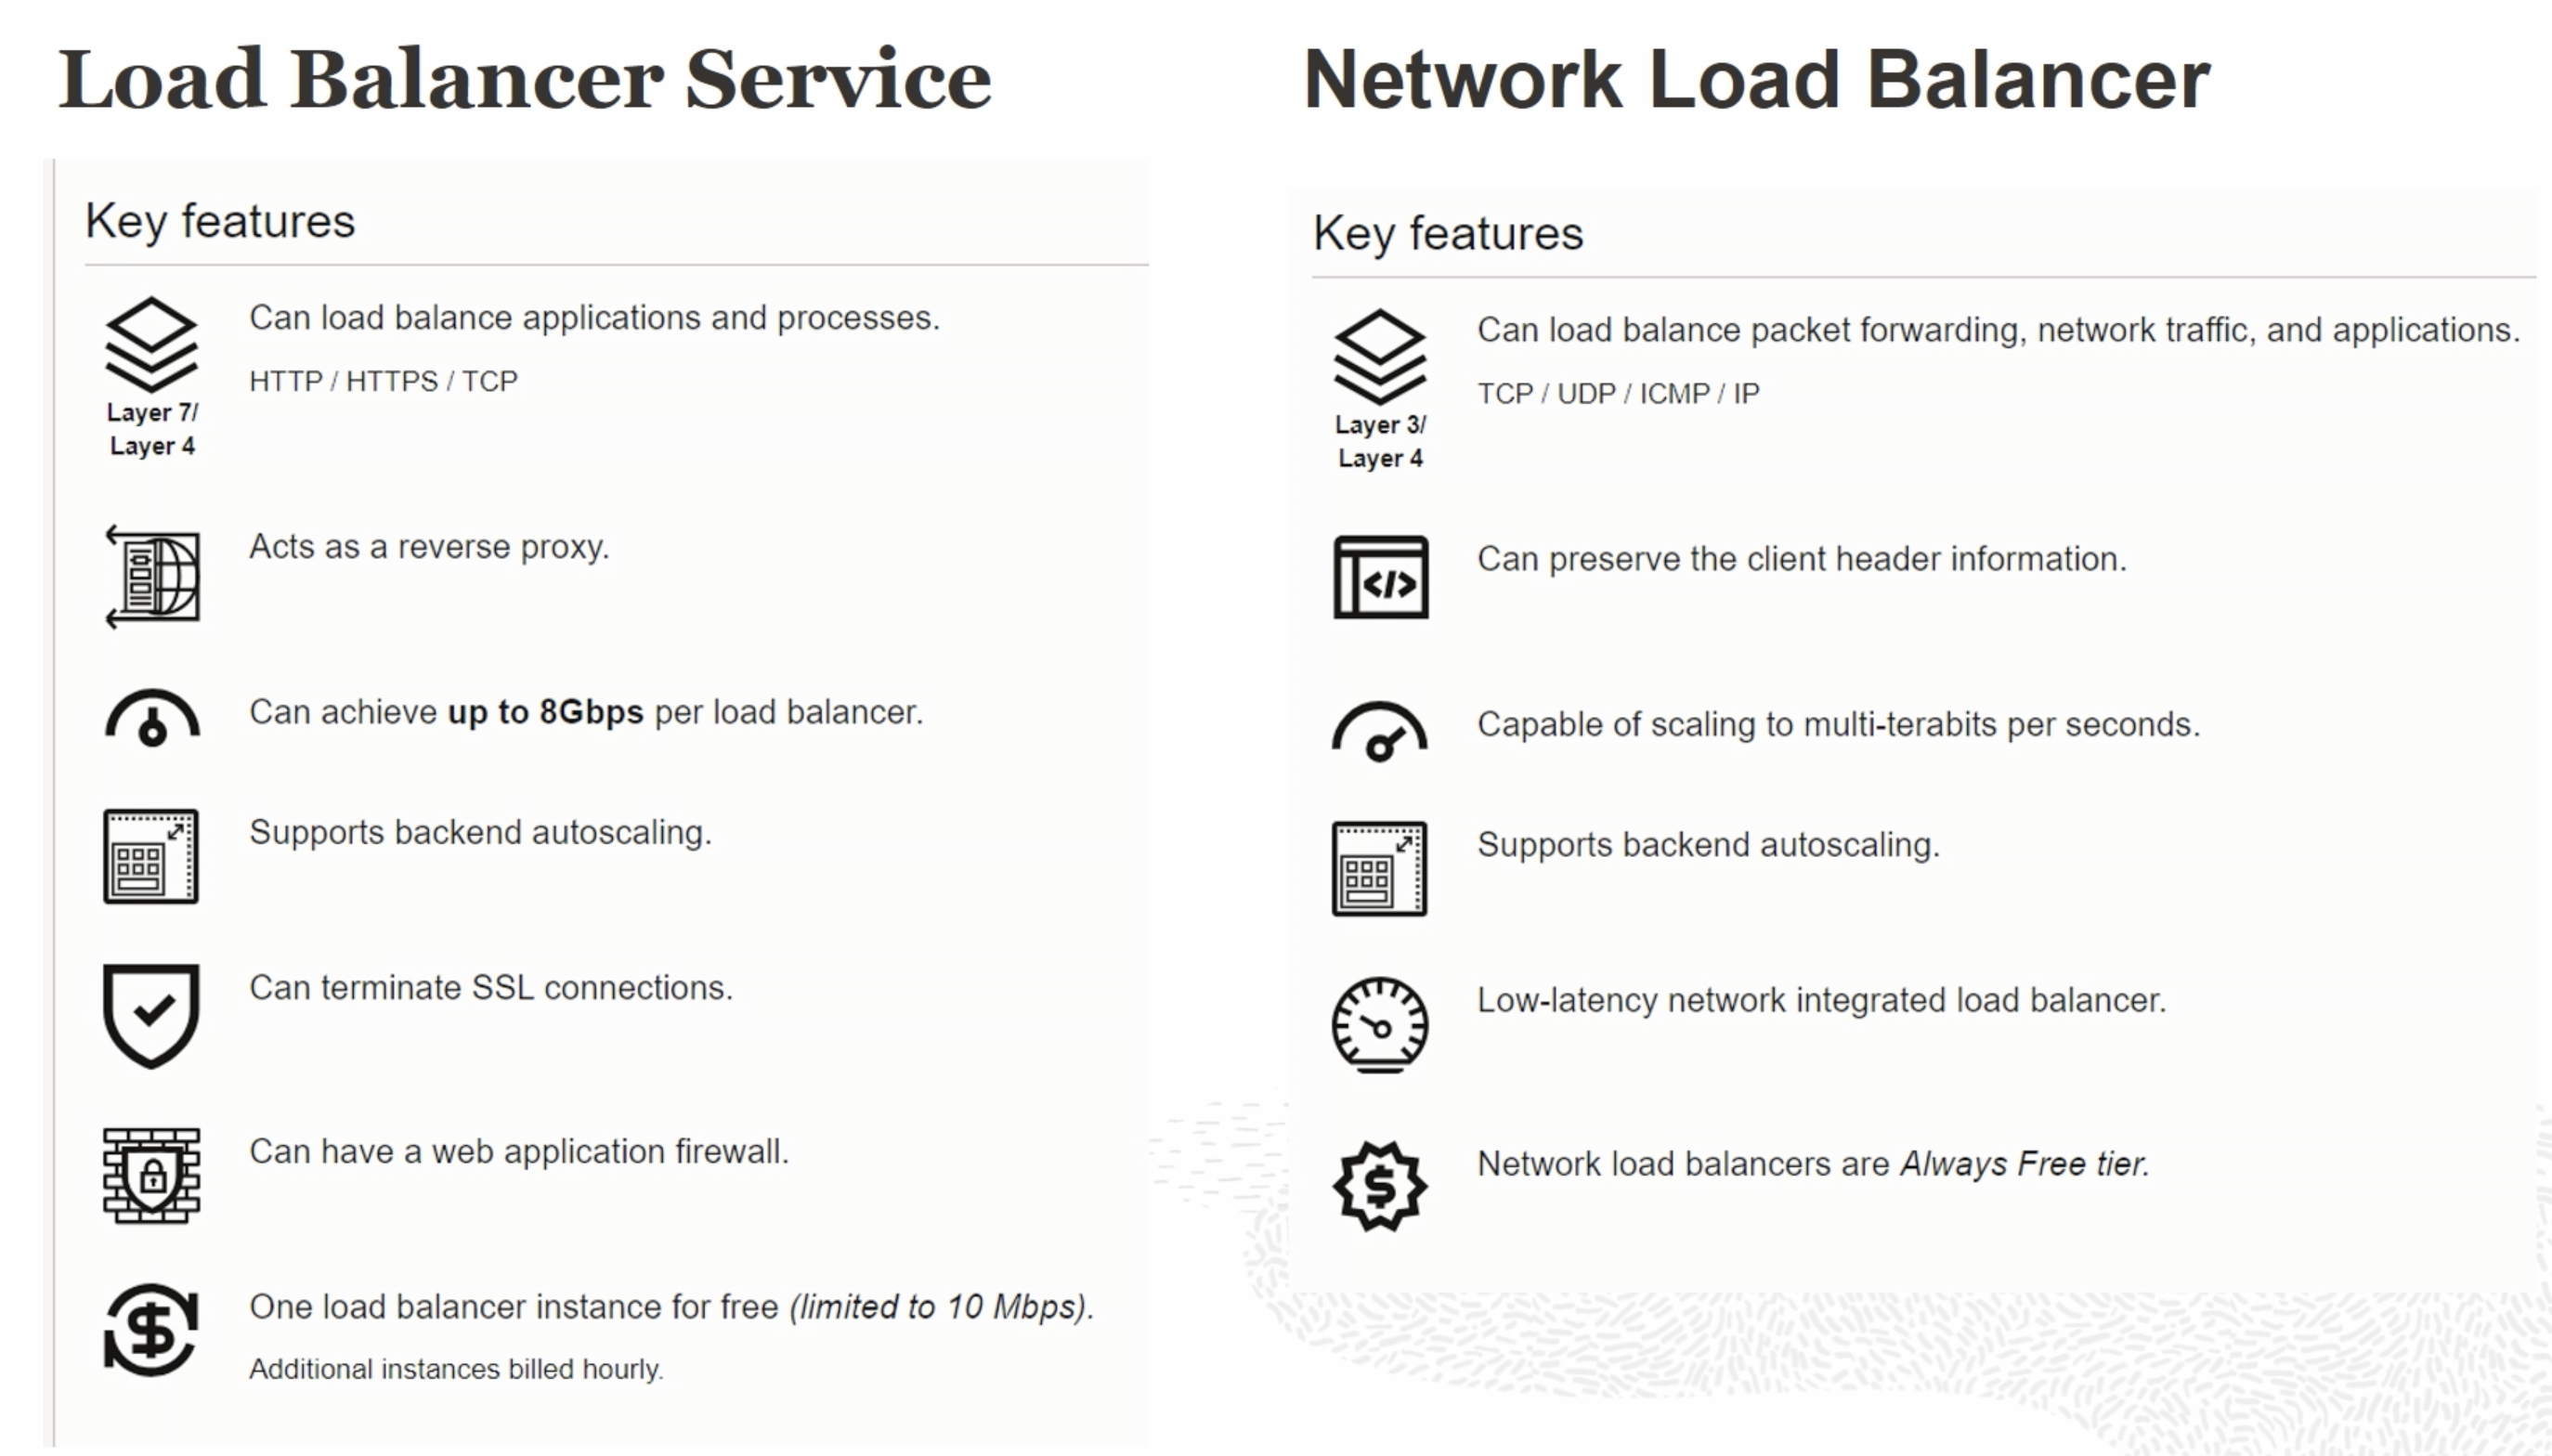 Load Balancer Service
Key features
Can load balance applications and processes.
HTTP / HTTPS / TCP
Layer 7/
Layer 4
Acts as a reverse proxy.
Can achieve up to 8Gbps per load balancer.
Supports backend autoscaling.
Can terminate SSL connections.
Can have a web application firewall.
One load balancer instance for free (limited to 10 Mbps).
Additional instances billed hourly.
Network Load Balancer
Key features
Can load balance packet forwarding, network traffic, and applications.
TCP / UDP / ICMP / IP
Layer 3/
Layer 4
Can preserve the client header information.
Capable of scaling to multi-terabits per seconds.
Supports backend autoscaling.
Low-latency network integrated load balancer.
Network load balancers are Always Free tier.